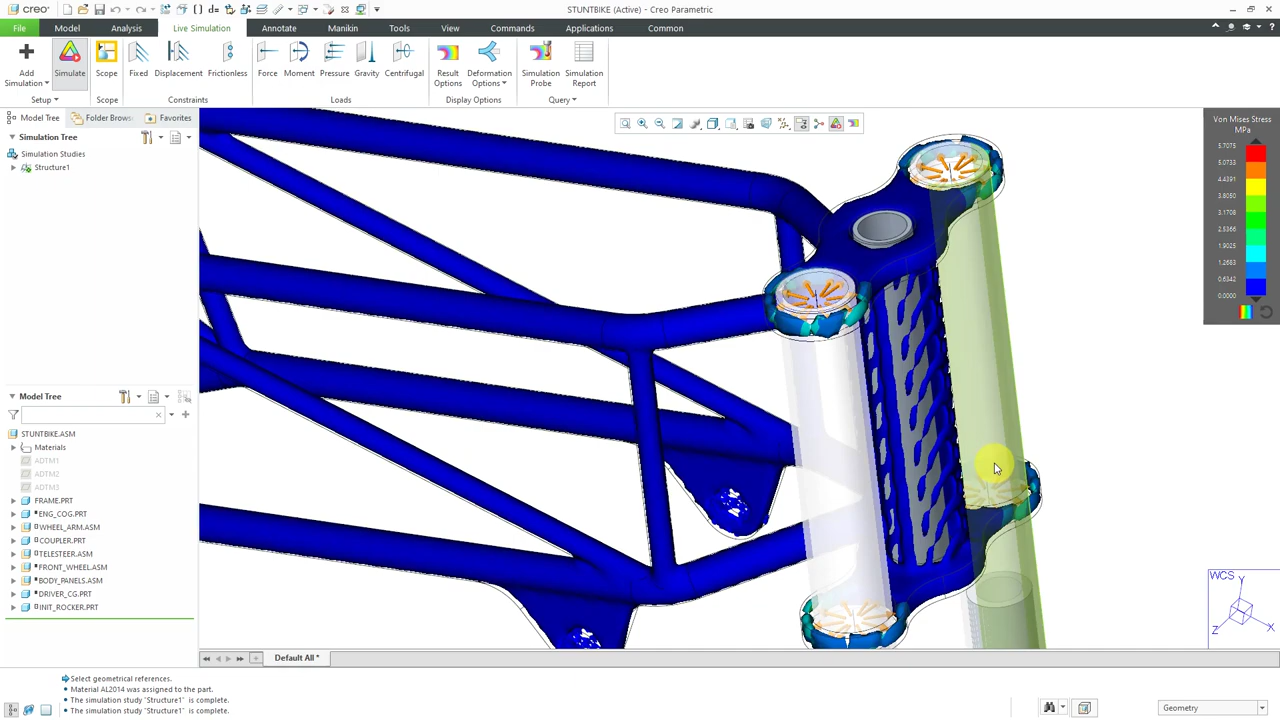 creo
STUNTBIKE (Active) - Creo Parametric
File Model Analysis Live Simulation Annotate Manikin Tools View Commands Applications Common
Add Simulation Simulate Scope Fixed Displacement Frictionless Force Moment Pressure Gravity Centrifugal Result Options Deformation Options Simulation Probe Simulation Report
Setup Scope Constraints Loads Display Options Query
Model Tree Folder Brows Favorites
Simulation Tree
Simulation Studies
Structure1
Von Mises Stress
MPa
5.7075
5.0733
4.4391
3.8050
3.1708
2.5366
1.9025
1.2683
0.6342
0.0000
Model Tree
STUNTBIKE.ASM
Materials
ADTM1
ADTM2
ADTM3
FRAME.PRT
ENG_COG.PRT
WHEEL_ARM.ASM
COUPLER.PRT
TELESTEER.ASM
FRONT_WHEEL.ASM
BODY_PANELS.ASM
DRIVER_CG.PRT
INIT_ROCKER.PRT
WCS
Y
Z
X
Default All *
Select geometrical references.
Material AL2014 was assigned to the part.
The simulation study "Structure1" is complete.
The simulation study "Structure1" is complete.
Geometry